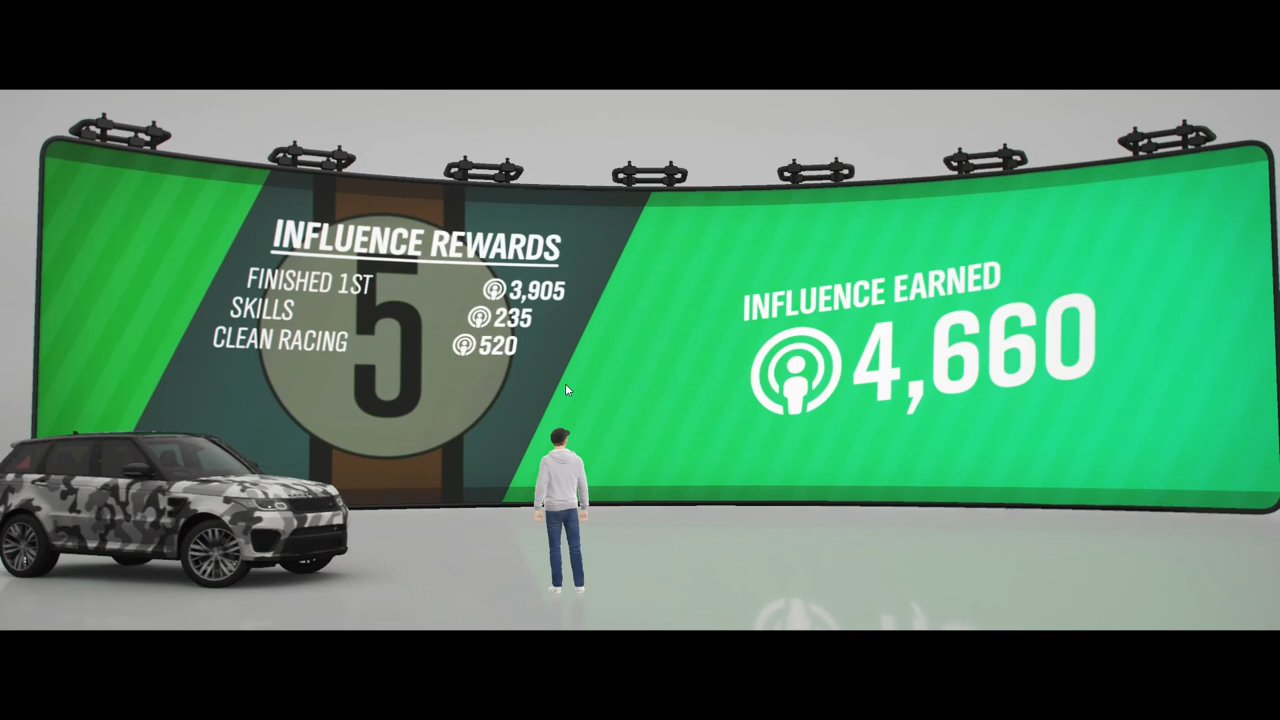 INFLUENCE REWARDS
FINISHED 1ST 3,905
SKILLS 235
CLEAN RACING 520
5
INFLUENCE EARNED
4,660